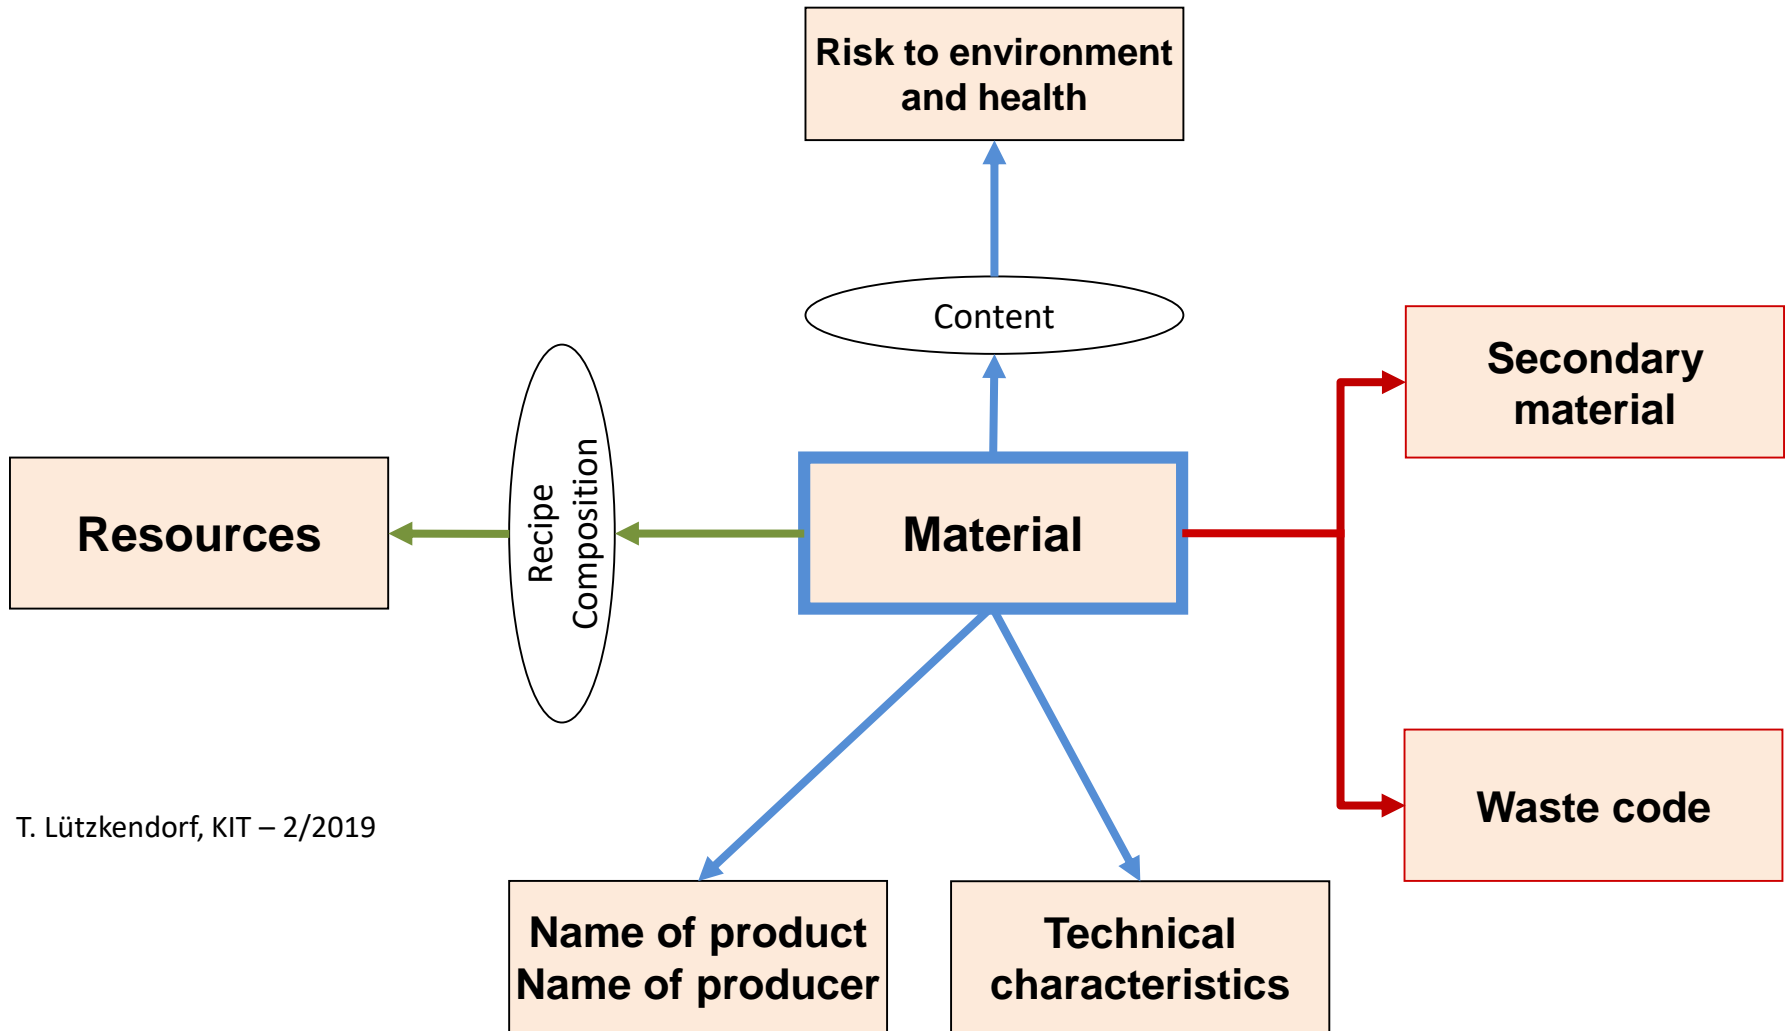 Risk to environment
and health
Content
Secondary
material
Recipe
Composition
Resources
Material
Waste code
T. Lützkendorf, KIT – 2/2019
Name of product
Name of producer
Technical
characteristics